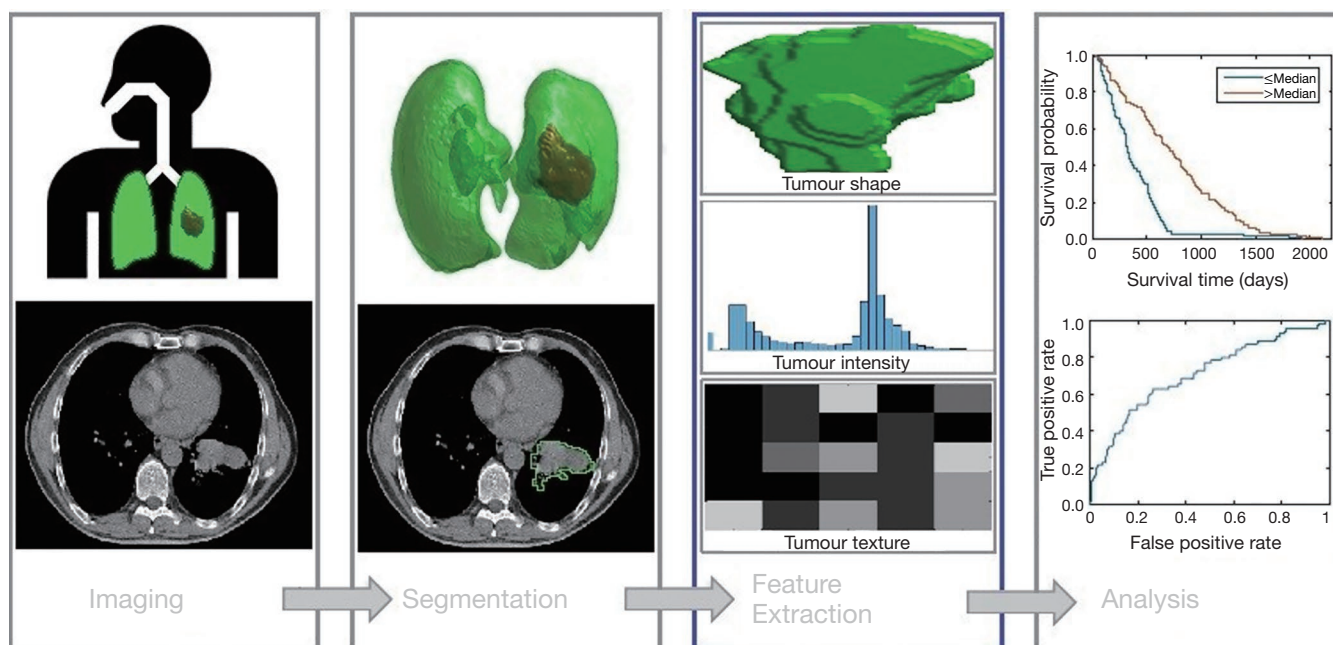 Imaging
Segmentation
Tumour shape
Tumour intensity
Tumour texture
Feature
Extraction
Survival probability
1.0
0.8
0.6
0.4
0.2
0.0
≤Median
>Median
0
500
1000
1500
2000
Survival time (days)
True positive rate
1.0
0.8
0.6
0.4
0.2
0.0
0
0.2
0.4
0.6
0.8
1
False positive rate
Analysis